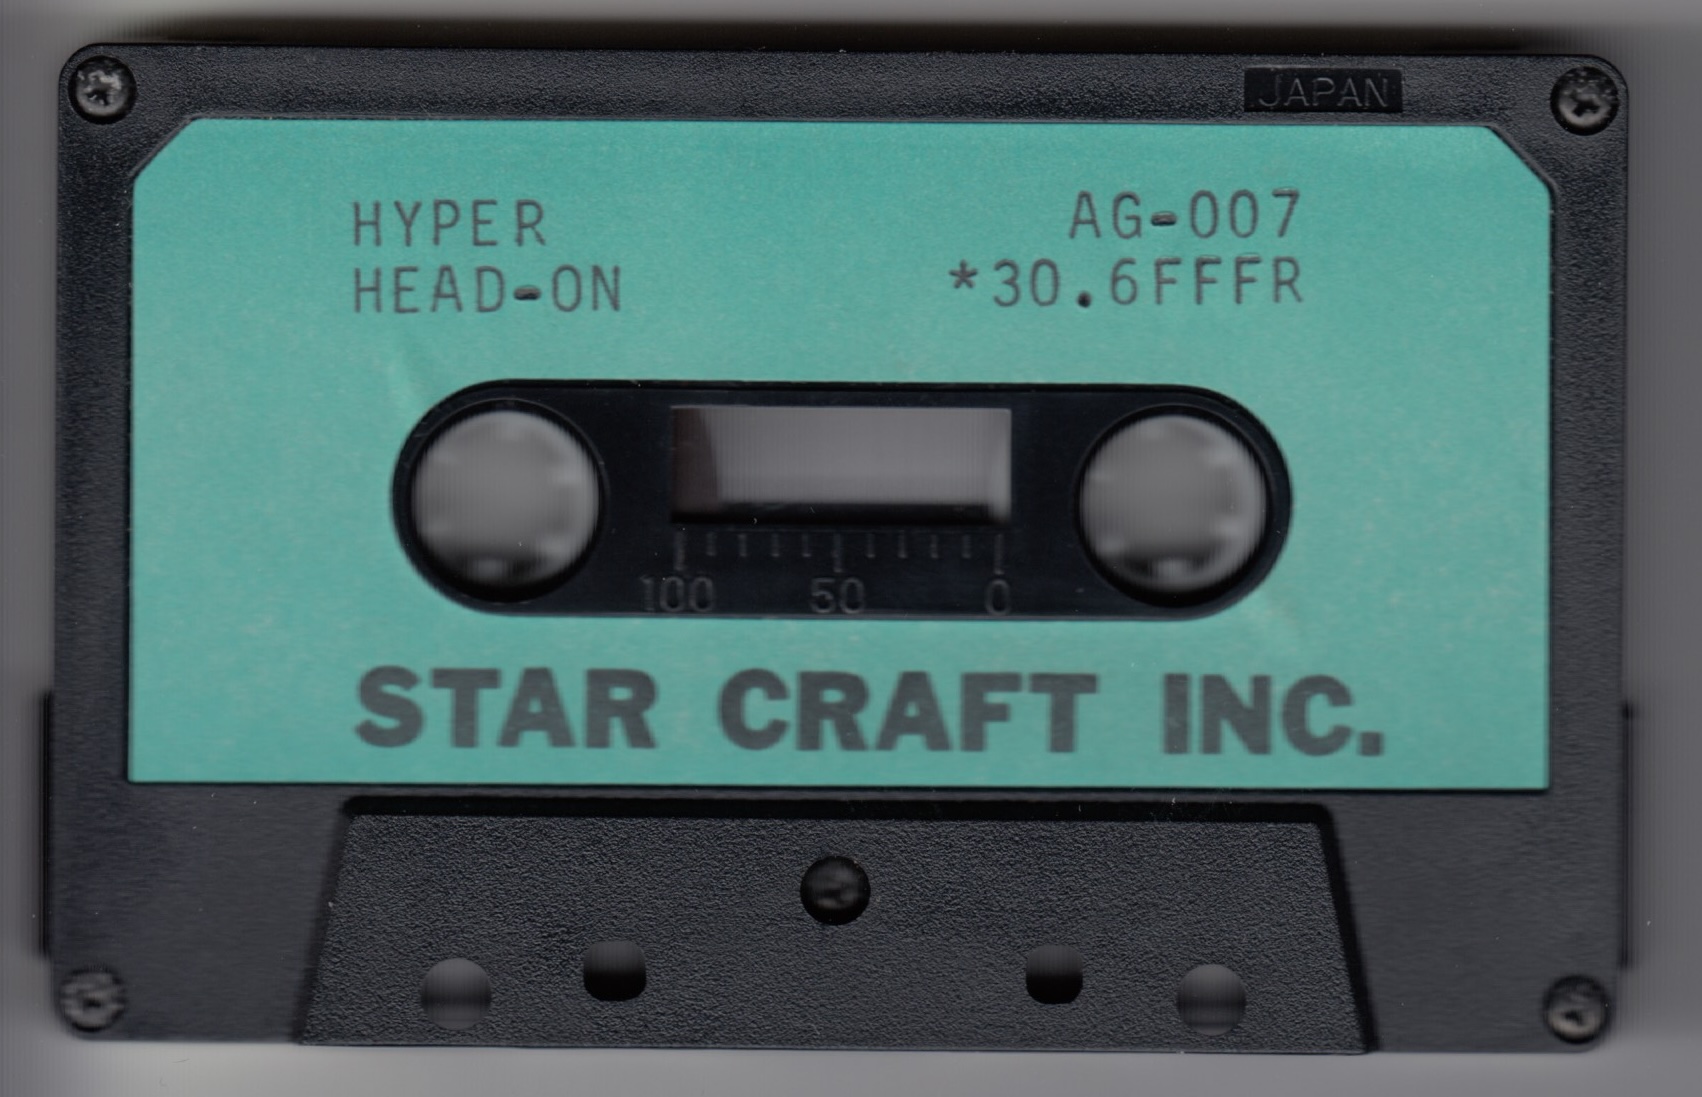 JAPAN
HYPER
HEAD-ON
AG-007
*30.6FFFR
100 50 0
STAR CRAFT INC.